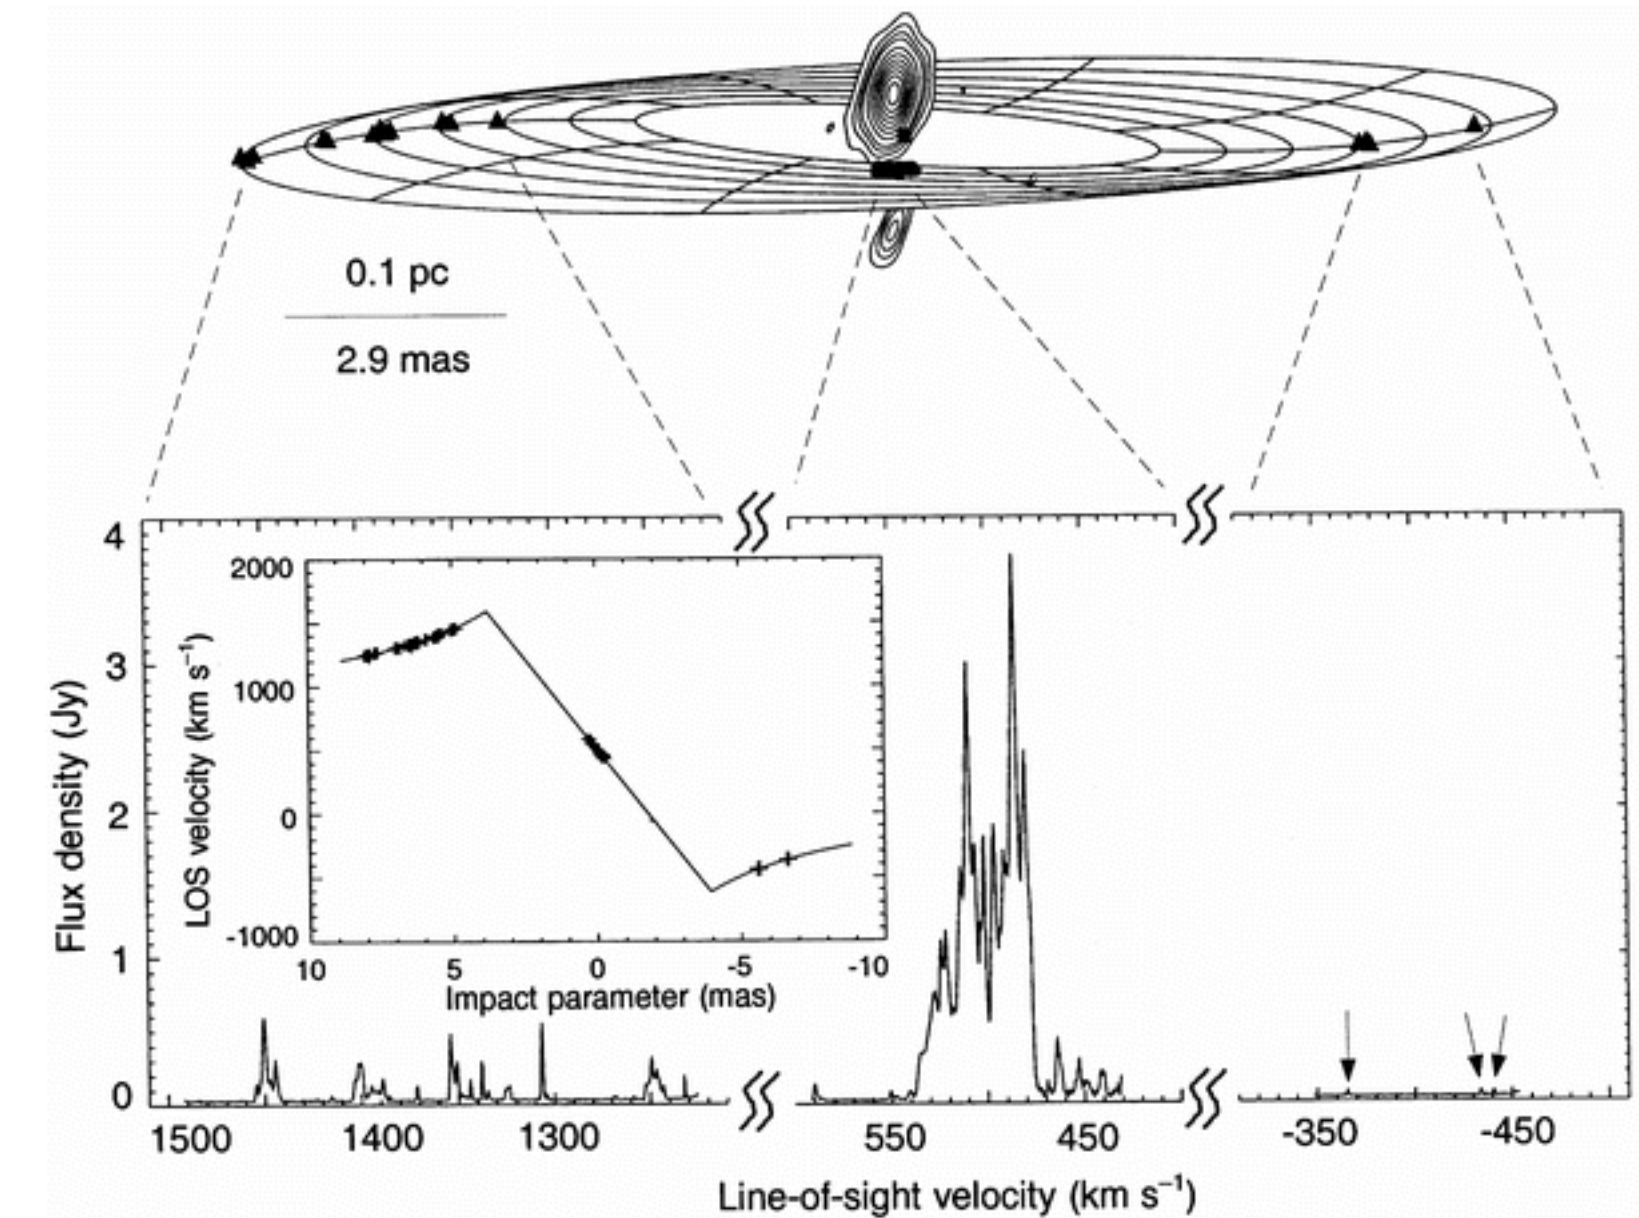 0.1 pc
2.9 mas
4
3
2
1
0
Flux density (Jy)
2000
1000
0
-1000
LOS velocity (km s⁻¹)
10 5 0 -5 -10
Impact parameter (mas)
1500 1400 1300 550 450 -350 -450
Line-of-sight velocity (km s⁻¹)